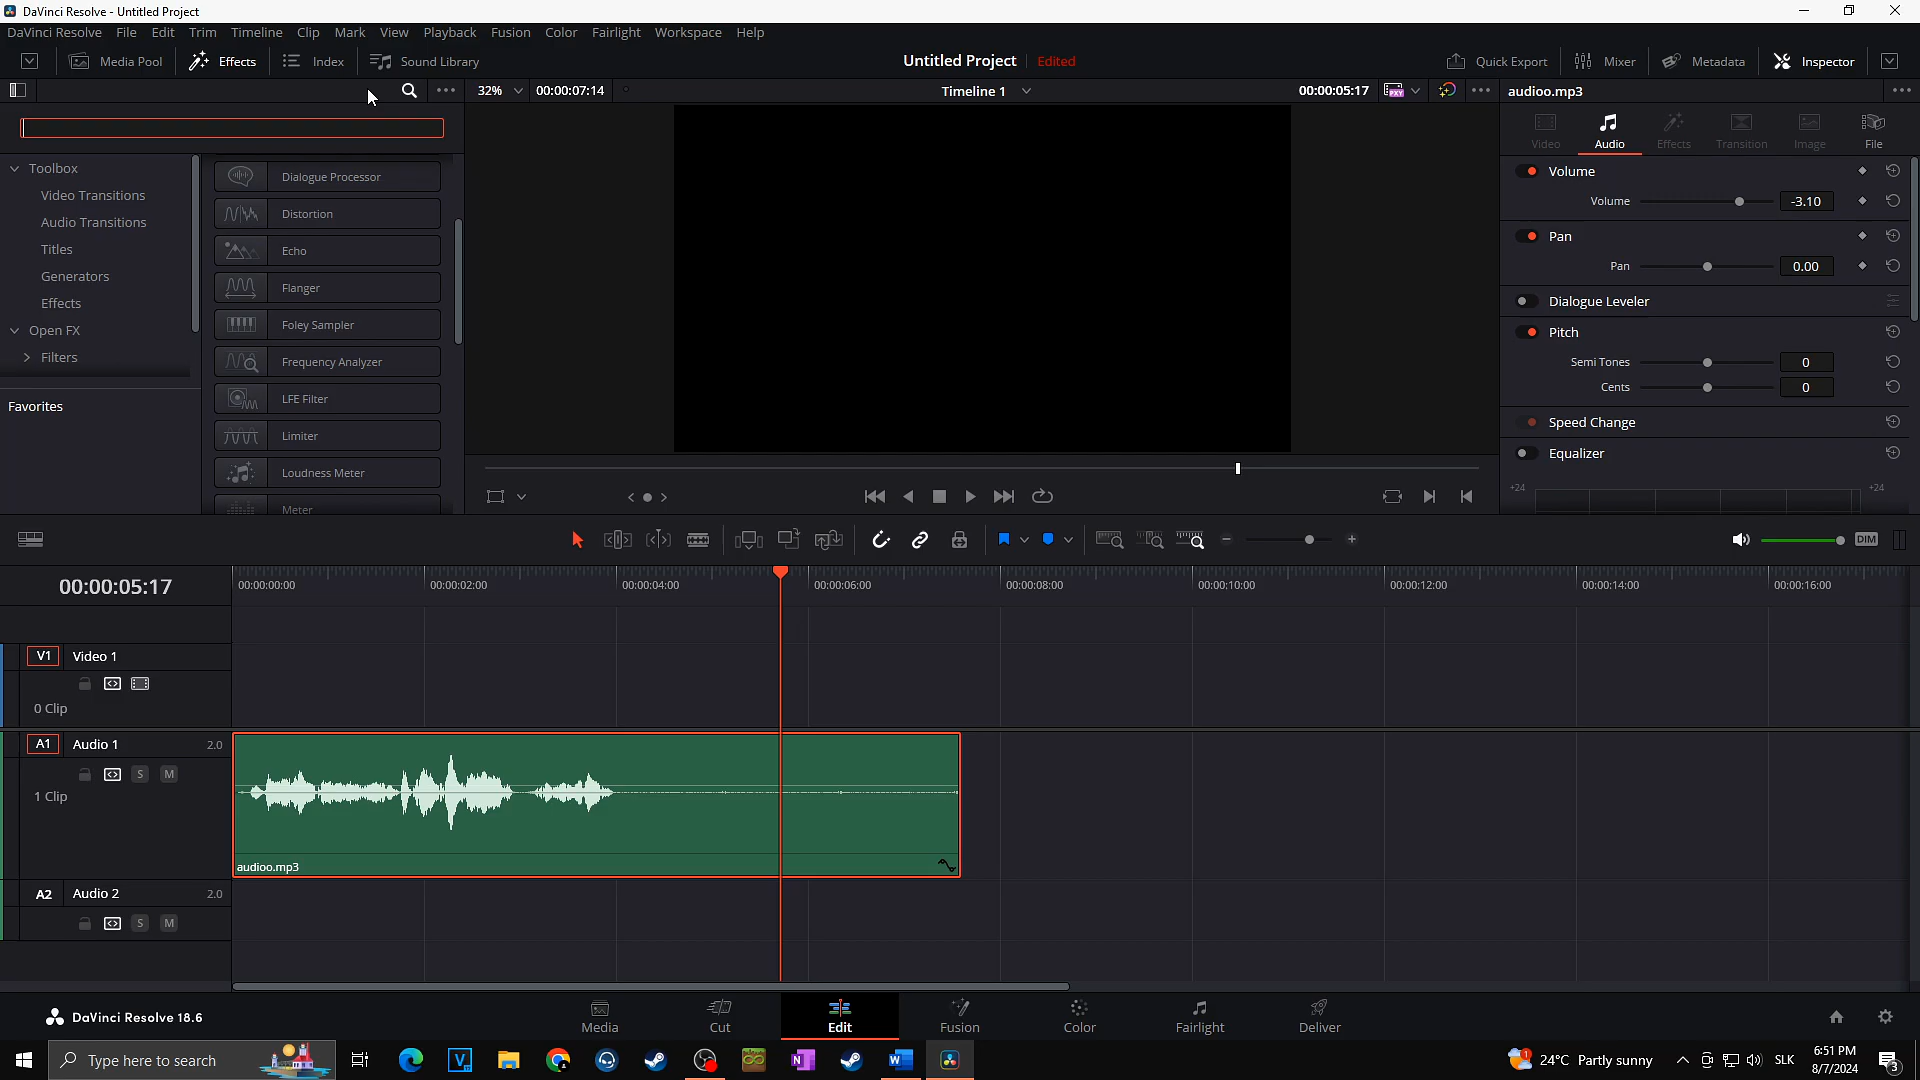 DaVinci Resolve - Untitled Project
DaVinci Resolve File Edit Trim Timeline Clip Mark View Playback Fusion Color Fairlight Workspace Help
Media Pool Effects Index Sound Library Untitled Project Edited Quick Export Mixer Metadata Inspector
32% 00:00:07:14 Timeline 1 00:00:05:17 PXY audioo.mp3
Video Audio Effects Transition Image File
Toolbox
Video Transitions
Audio Transitions
Titles
Generators
Effects
Open FX
Filters
Favorites
Dialogue Processor
Distortion
Echo
Flanger
Foley Sampler
Frequency Analyzer
LFE Filter
Limiter
Loudness Meter
Meter
Volume
Volume -3.10
Pan
Pan 0.00
Dialogue Leveler
Pitch
Semi Tones 0
Cents 0
Speed Change
Equalizer
+24 +24
DIM
00:00:05:17
00:00:00:00 00:00:02:00 00:00:04:00 00:00:06:00 00:00:08:00 00:00:10:00 00:00:12:00 00:00:14:00 00:00:16:00
V1 Video 1
0 Clip
A1 Audio 1 2.0
S M
1 Clip
audioo.mp3
A2 Audio 2 2.0
S M
DaVinci Resolve 18.6
Media Cut Edit Fusion Color Fairlight Deliver
Type here to search
24°C Partly sunny
SLK
6:51 PM
8/7/2024
3